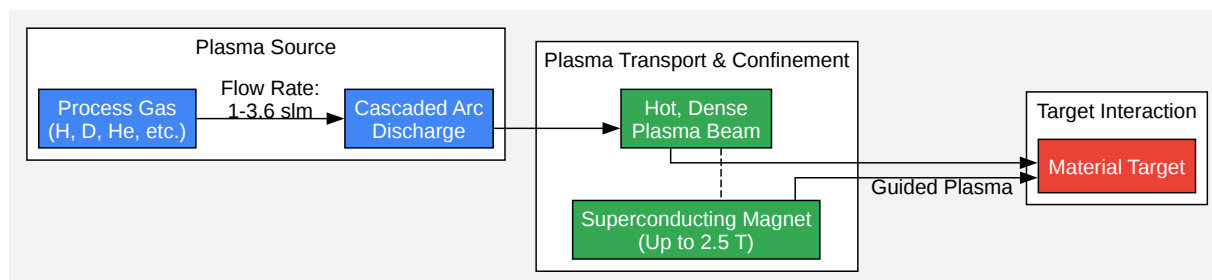 Plasma Source
Process Gas
(H, D, He, etc.)
Flow Rate:
1-3.6 slm
Cascaded Arc
Discharge
Plasma Transport & Confinement
Hot, Dense
Plasma Beam
Superconducting Magnet
(Up to 2.5 T)
Guided Plasma
Target Interaction
Material Target